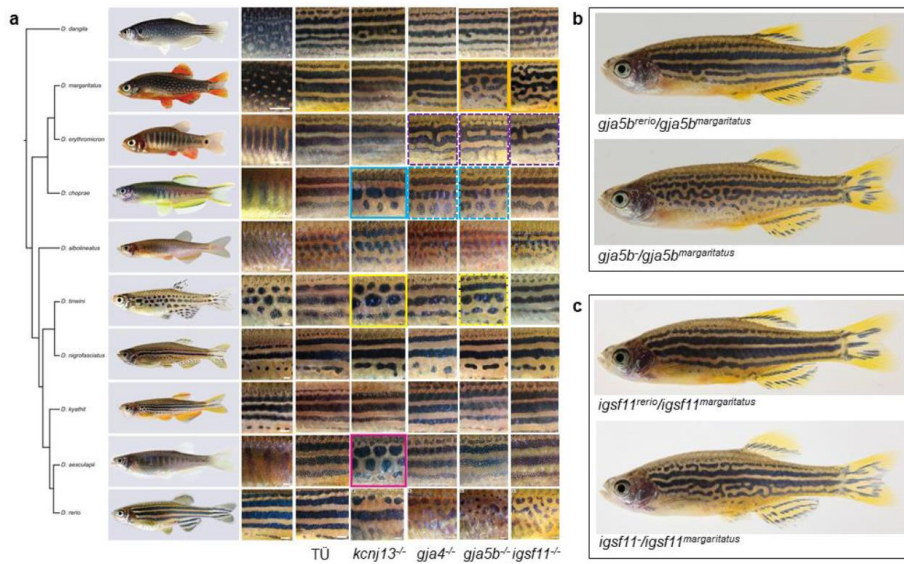 a
D. dangila
D. margaritatus
D. erythromicron
D. choprae
D. albolineatus
D. tinwini
D. nigrofasciatus
D. kyathit
D. aesculapii
D. rerio
TÜ kcnj13-/- gja4-/- gja5b-/- igsf11-/-
b
gja5brerio/gja5bmargaritatus
gja5b-/gja5bmargaritatus
c
igsf11rerio/igsf11margaritatus
igsf11-/igsf11margaritatus